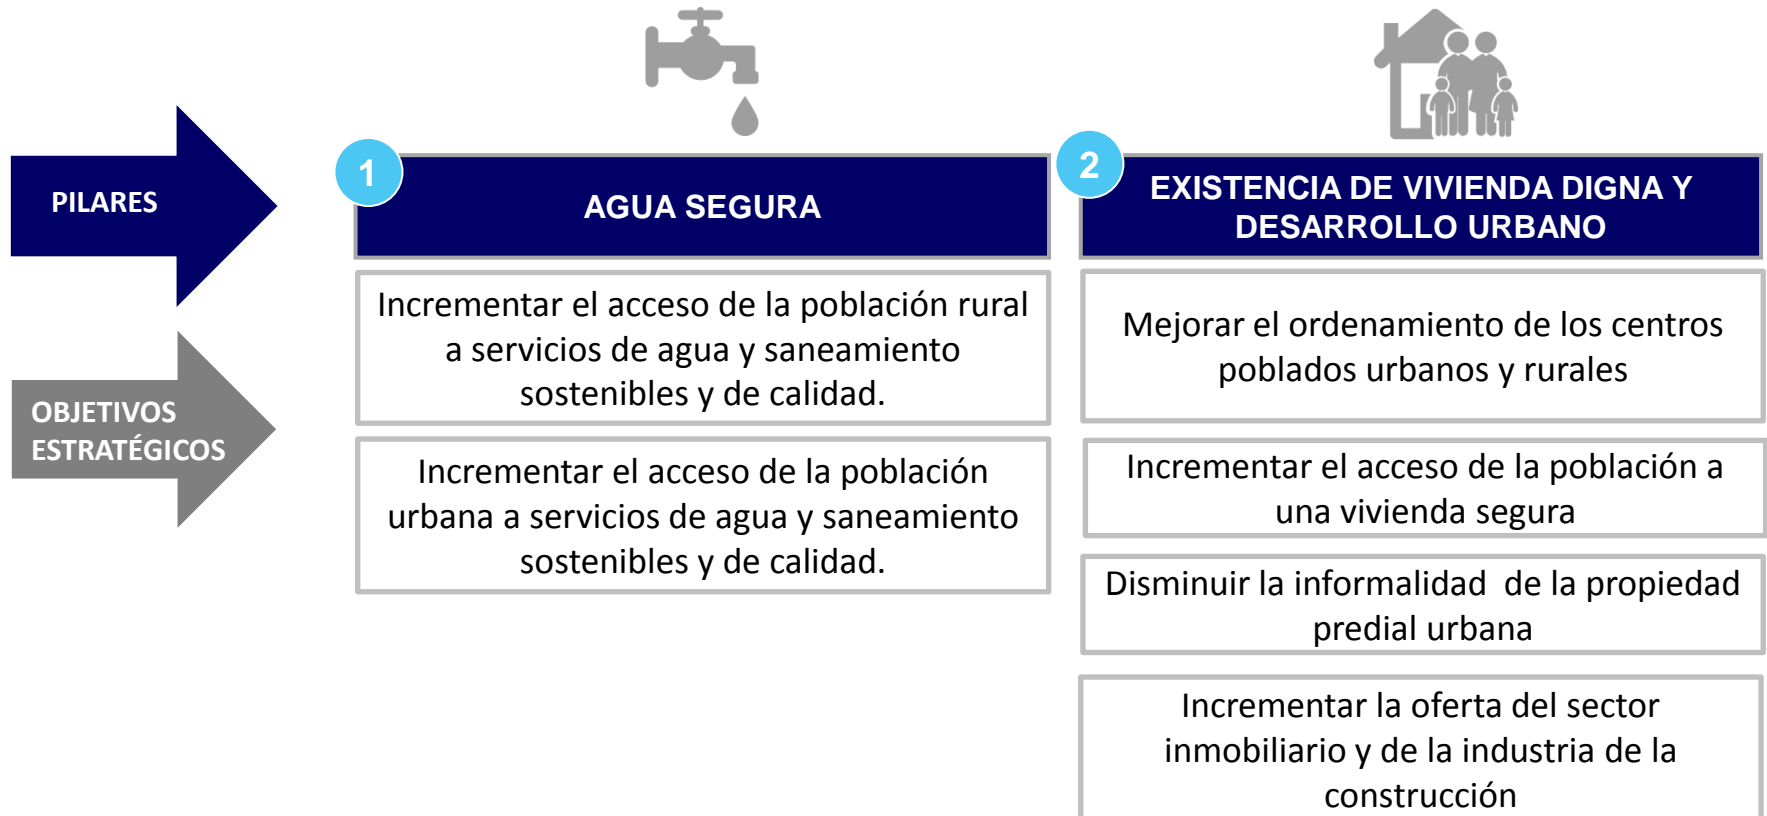 PILARES
1
AGUA SEGURA
2
EXISTENCIA DE VIVIENDA DIGNA Y
DESARROLLO URBANO
OBJETIVOS
ESTRATÉGICOS
Incrementar el acceso de la población rural
a servicios de agua y saneamiento
sostenibles y de calidad.
Incrementar el acceso de la población
urbana a servicios de agua y saneamiento
sostenibles y de calidad.
Mejorar el ordenamiento de los centros
poblados urbanos y rurales
Incrementar el acceso de la población a
una vivienda segura
Disminuir la informalidad  de la propiedad
predial urbana
Incrementar la oferta del sector
inmobiliario y de la industria de la
construcción